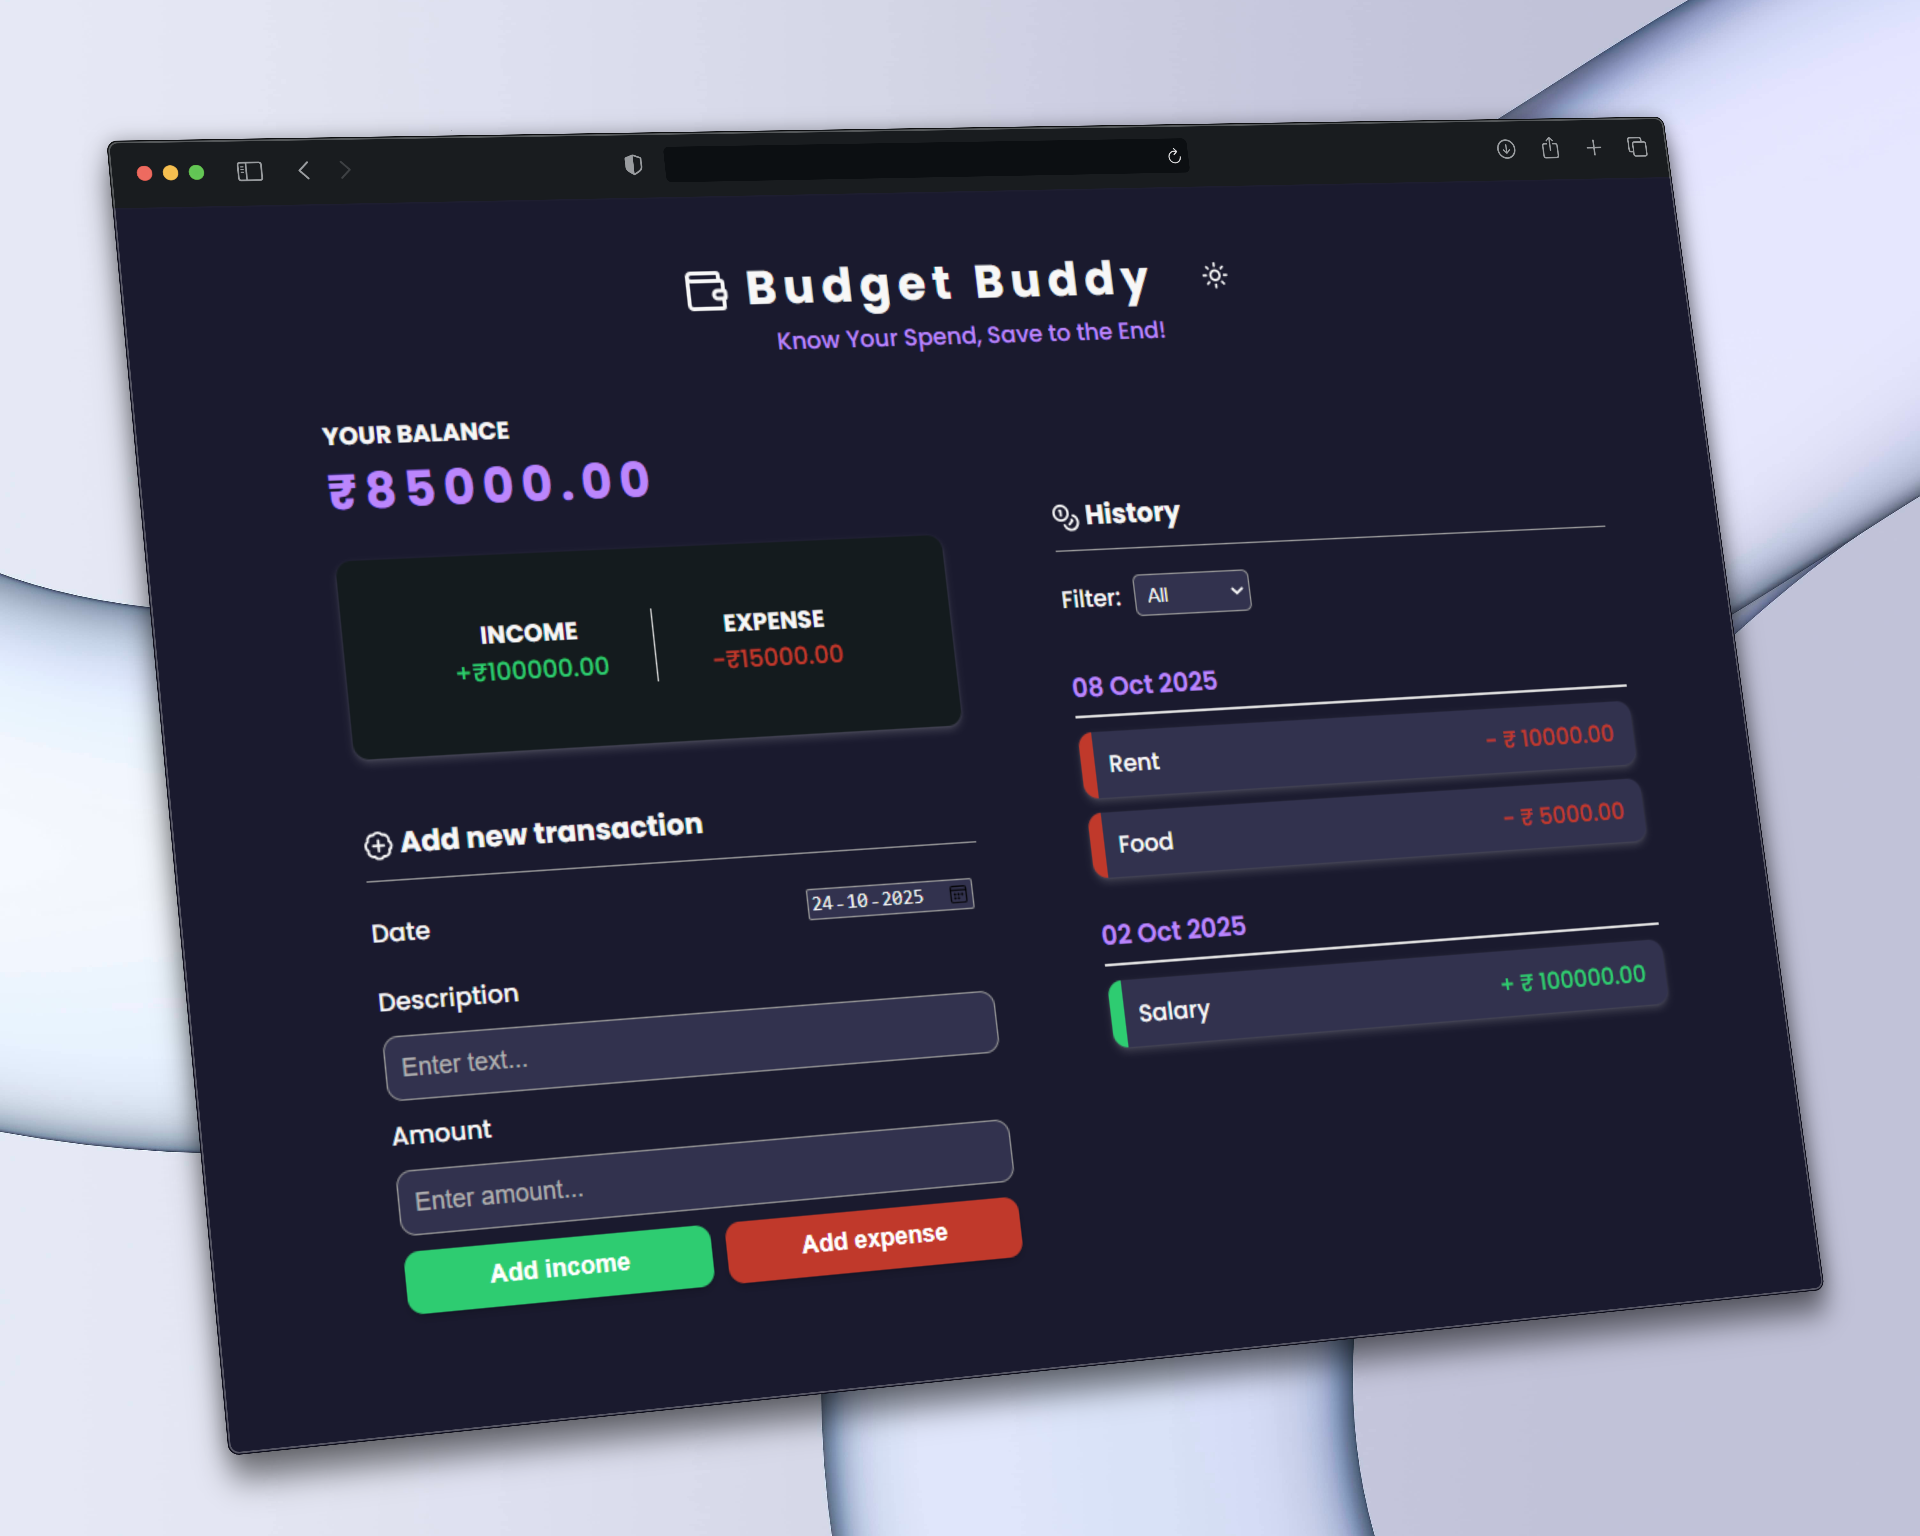 Budget Buddy
Know Your Spend, Save to the End!
YOUR BALANCE
₹85000.00
INCOME
+₹100000.00
EXPENSE
-₹15000.00
Add new transaction
Date
24-10-2025
Description
Enter text...
Amount
Enter amount...
Add income
Add expense
History
Filter:
All
08 Oct 2025
Rent
- ₹ 10000.00
Food
- ₹ 5000.00
02 Oct 2025
Salary
+ ₹ 100000.00